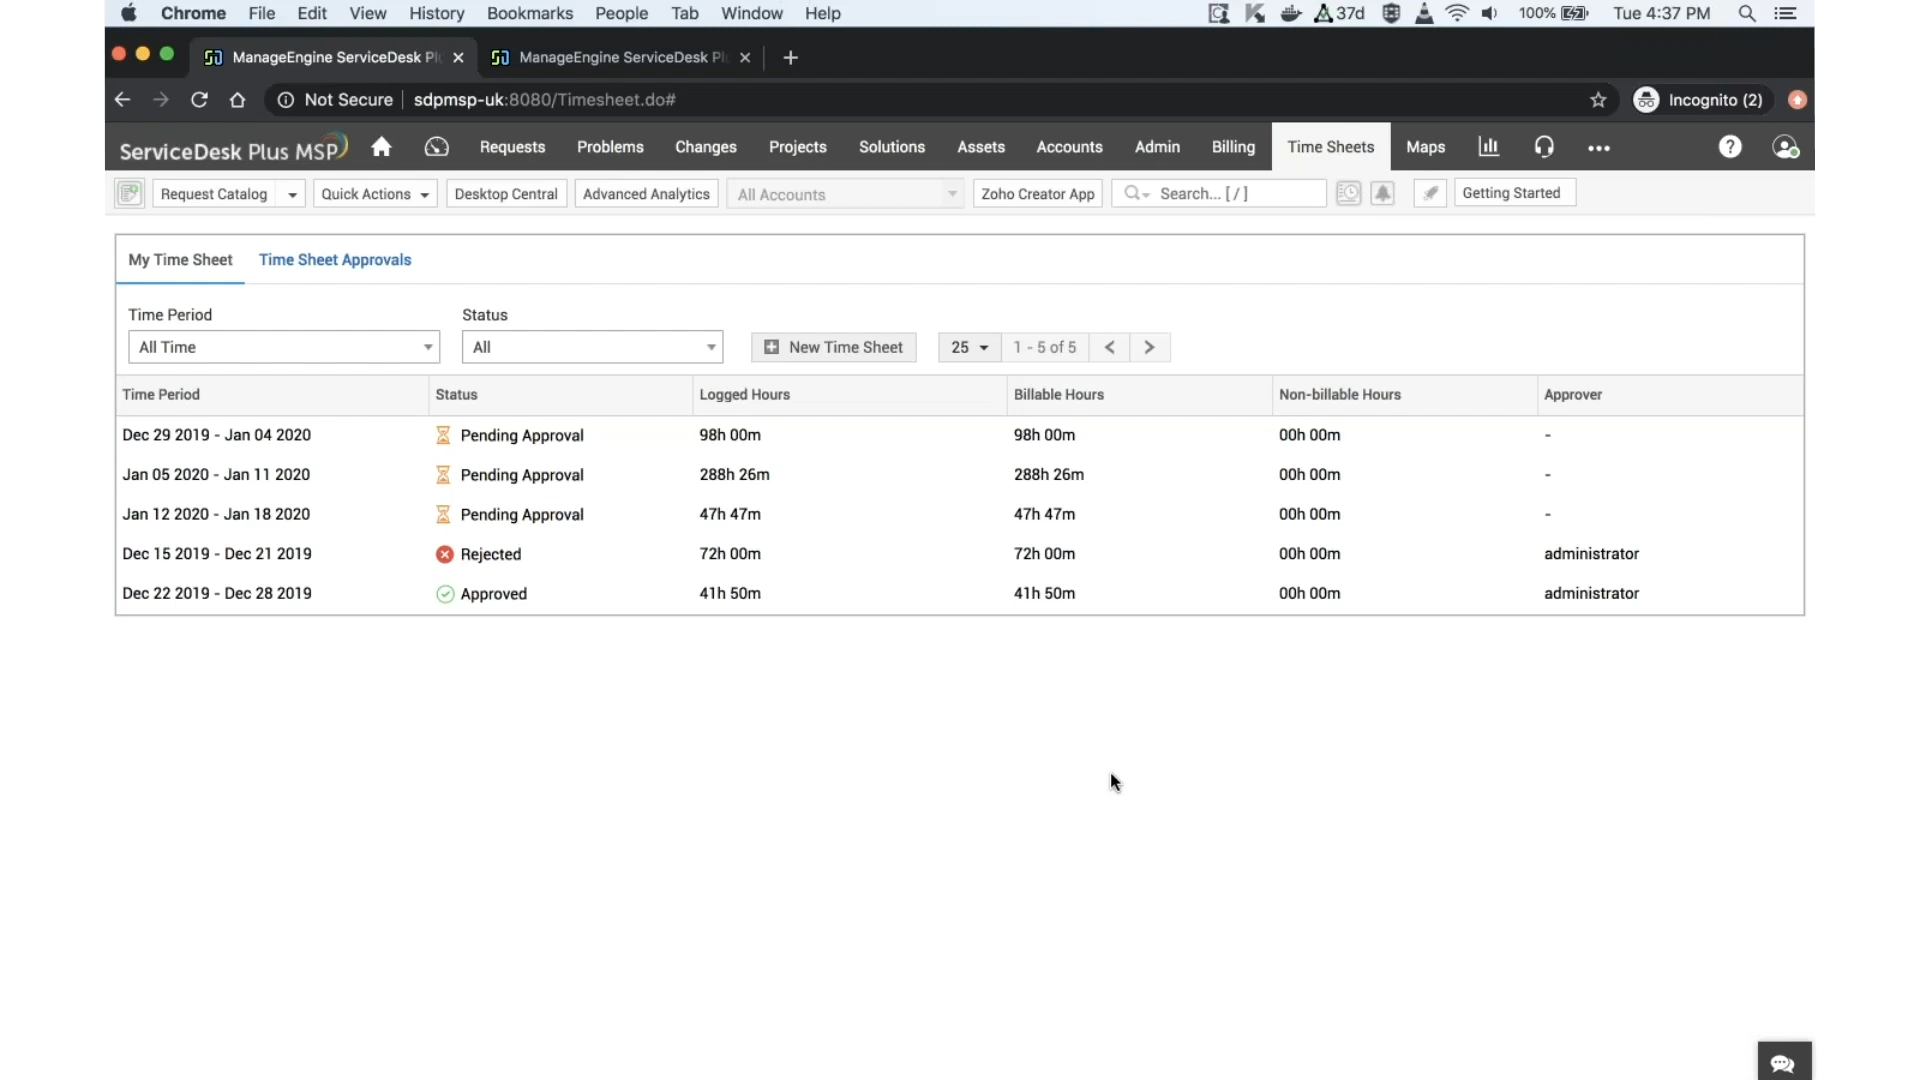 Chrome File Edit View History Bookmarks People Tab Window Help 37d 100% Tue 4:37 PM
ManageEngine ServiceDesk Pl ManageEngine ServiceDesk Pl
Not Secure sdpmsp-uk:8080/Timesheet.do# Incognito (2)
ServiceDesk Plus MSP Requests Problems Changes Projects Solutions Assets Accounts Admin Billing Time Sheets Maps
Request Catalog Quick Actions Desktop Central Advanced Analytics All Accounts Zoho Creator App Search... [ / ] Getting Started
My Time Sheet Time Sheet Approvals
Time Period Status
All Time All New Time Sheet 25 1 - 5 of 5
Time Period Status Logged Hours Billable Hours Non-billable Hours Approver
Dec 29 2019 - Jan 04 2020 Pending Approval 98h 00m 98h 00m 00h 00m -
Jan 05 2020 - Jan 11 2020 Pending Approval 288h 26m 288h 26m 00h 00m -
Jan 12 2020 - Jan 18 2020 Pending Approval 47h 47m 47h 47m 00h 00m -
Dec 15 2019 - Dec 21 2019 Rejected 72h 00m 72h 00m 00h 00m administrator
Dec 22 2019 - Dec 28 2019 Approved 41h 50m 41h 50m 00h 00m administrator